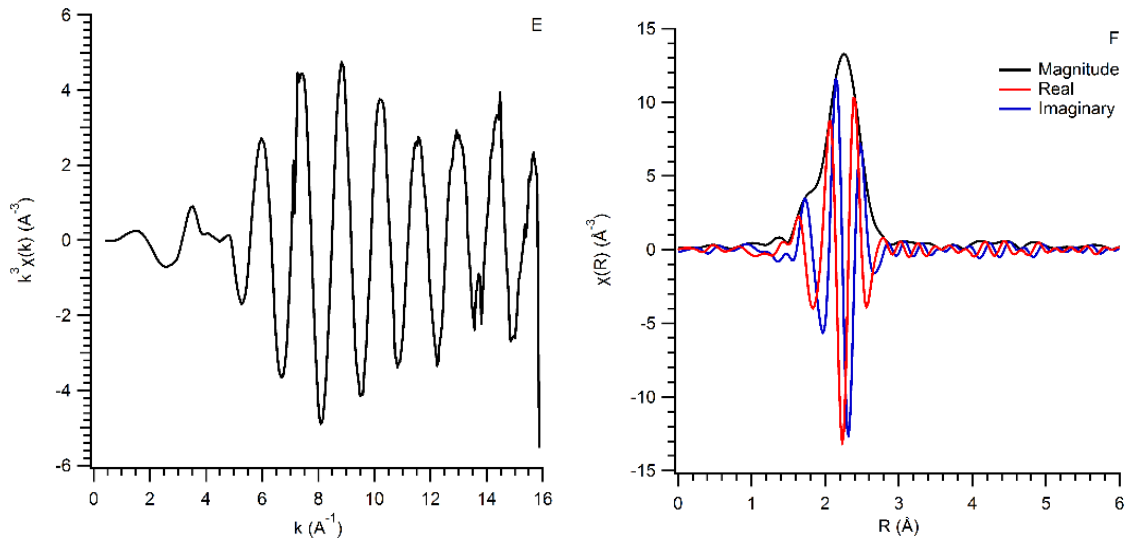 E
6
4
2
0
-2
-4
-6
k³ χ(k) (A⁻³)
0 2 4 6 8 10 12 14 16
k (A⁻¹)
F
15
10
5
0
-5
-10
-15
χ(R) (Å⁻³)
Magnitude
Real
Imaginary
0 1 2 3 4 5 6
R (Å)